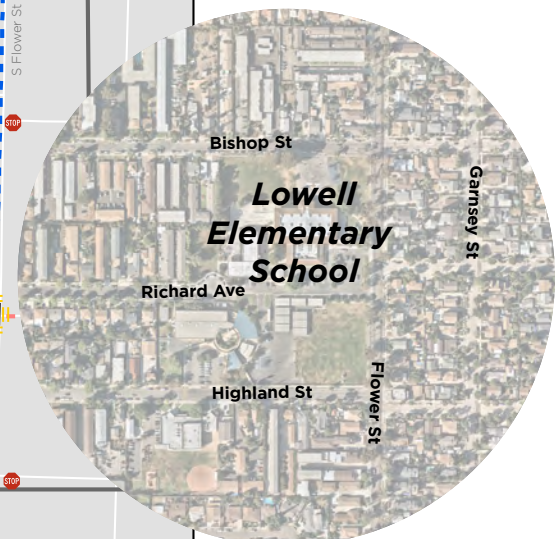 S Flower St
STOP
Bishop St
Garnsey St
Lowell
Elementary
School
Richard Ave
Flower St
Highland St
STOP